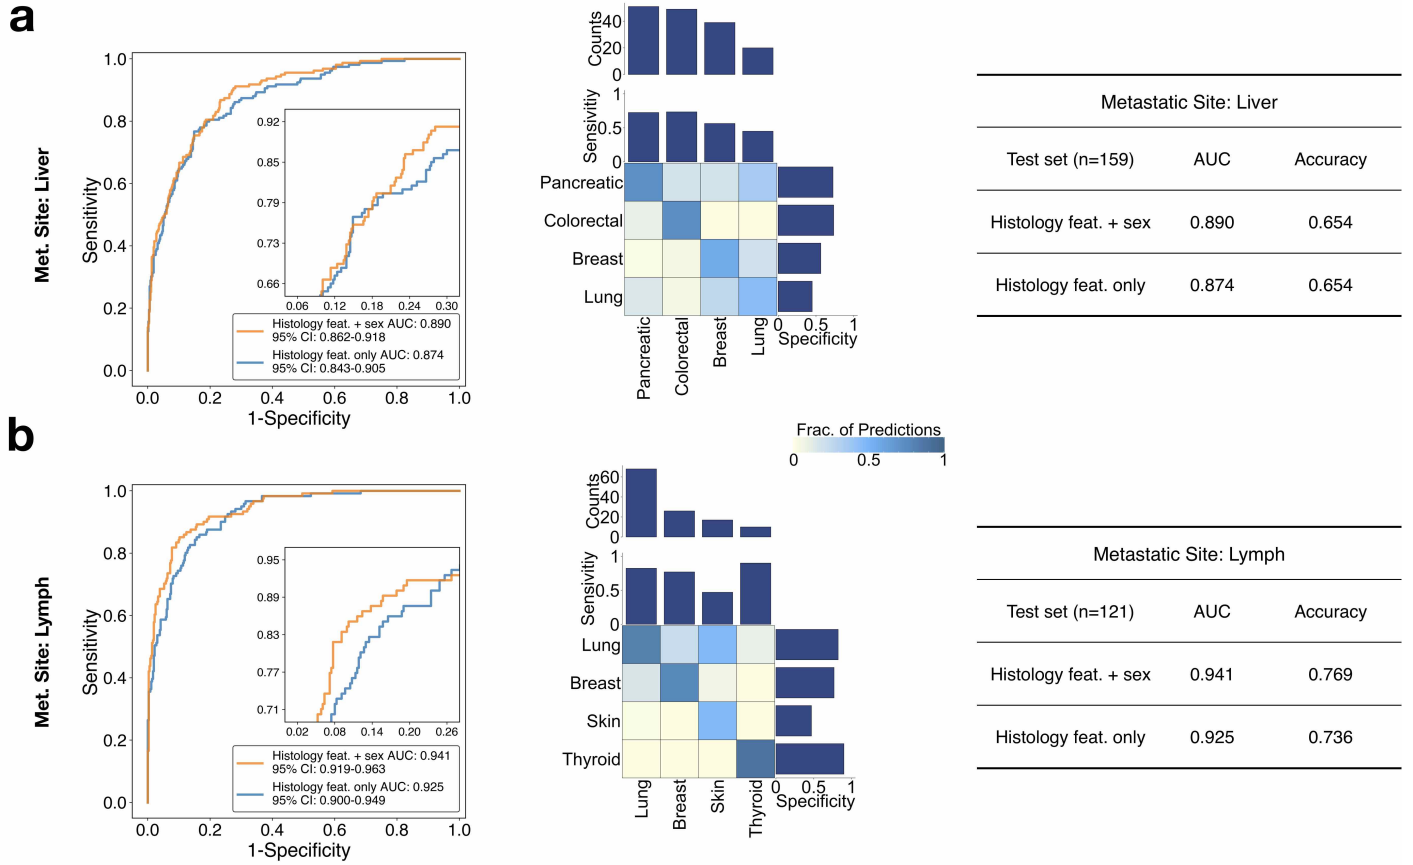 a
Met. Site: Liver
Sensitivity
1.0
0.8
0.6
0.4
0.2
0.0
0.92
0.85
0.79
0.73
0.66
0.06 0.12 0.18 0.24 0.30
Histology feat. + sex AUC: 0.890
95% CI: 0.862-0.918
Histology feat. only AUC: 0.874
95% CI: 0.843-0.905
0.0 0.2 0.4 0.6 0.8 1.0
1-Specificity
Counts
40
20
0
Sensivitiy
1
0.5
0
Pancreatic
Colorectal
Breast
Lung
Pancreatic Colorectal Breast Lung
0 0.5 1
Specificity
Metastatic Site: Liver
Test set (n=159) AUC Accuracy
Histology feat. + sex 0.890 0.654
Histology feat. only 0.874 0.654
b
Met. Site: Lymph
Sensitivity
1.0
0.8
0.6
0.4
0.2
0.0
0.95
0.89
0.83
0.77
0.71
0.02 0.08 0.14 0.20 0.26
Histology feat. + sex AUC: 0.941
95% CI: 0.919-0.963
Histology feat. only AUC: 0.925
95% CI: 0.900-0.949
0.0 0.2 0.4 0.6 0.8 1.0
1-Specificity
Frac. of Predictions
0 0.5 1
Counts
60
40
20
0
Sensivitiy
1
0.5
0
Lung
Breast
Skin
Thyroid
Lung Breast Skin Thyroid
0 0.5 1
Specificity
Metastatic Site: Lymph
Test set (n=121) AUC Accuracy
Histology feat. + sex 0.941 0.769
Histology feat. only 0.925 0.736